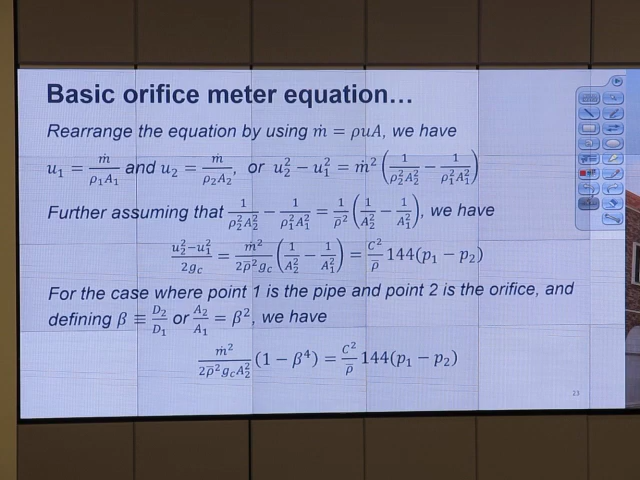 Basic orifice meter equation…
Rearrange the equation by using ṁ = ρuA, we have
u₁ = ṁ/(ρ₁A₁) and u₂ = ṁ/(ρ₂A₂), or u₂² − u₁² = ṁ² (1/(ρ₂²A₂²) − 1/(ρ₁²A₁²))
Further assuming that 1/(ρ₂²A₂²) − 1/(ρ₁²A₁²) = 1/ρ̄² (1/A₂² − 1/A₁²), we have
(u₂²−u₁²)/(2g_c) = ṁ²/(2ρ̄²g_c) (1/A₂² − 1/A₁²) = C²/ρ̄ 144(p₁ − p₂)
For the case where point 1 is the pipe and point 2 is the orifice, and
defining β ≡ D₂/D₁ or A₂/A₁ = β², we have
ṁ²/(2ρ̄²g_cA₂²) (1 − β⁴) = C²/ρ̄ 144(p₁ − p₂)
23